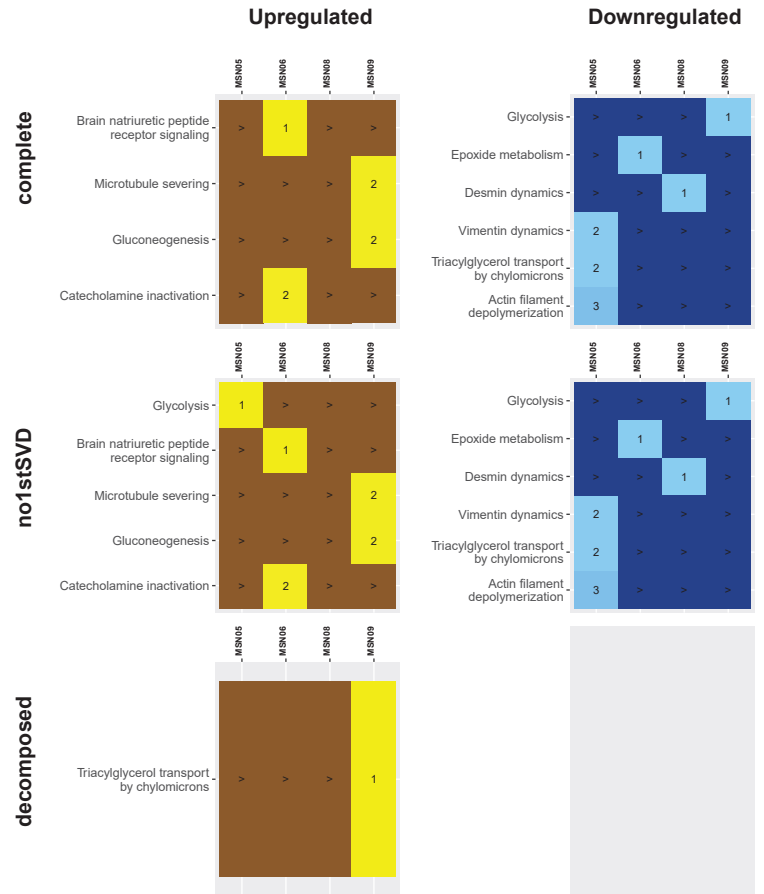 Upregulated
Downregulated
complete
MSN05 MSN06 MSN08 MSN09
Brain natriuretic peptide
receptor signaling
> 1 > >
Microtubule severing
> > > 2
Gluconeogenesis
> > > 2
Catecholamine inactivation
> 2 > >
MSN05 MSN06 MSN08 MSN09
Glycolysis
> > > 1
Epoxide metabolism
> 1 > >
Desmin dynamics
> > 1 >
Vimentin dynamics
2 > > >
Triacylglycerol transport
by chylomicrons
2 > > >
Actin filament
depolymerization
3 > > >
no1stSVD
MSN05 MSN06 MSN08 MSN09
Glycolysis
1 > > >
Brain natriuretic peptide
receptor signaling
> 1 > >
Microtubule severing
> > > 2
Gluconeogenesis
> > > 2
Catecholamine inactivation
> 2 > >
MSN05 MSN06 MSN08 MSN09
Glycolysis
> > > 1
Epoxide metabolism
> 1 > >
Desmin dynamics
> > 1 >
Vimentin dynamics
2 > > >
Triacylglycerol transport
by chylomicrons
2 > > >
Actin filament
depolymerization
3 > > >
decomposed
MSN05 MSN06 MSN08 MSN09
Triacylglycerol transport
by chylomicrons
> > > 1